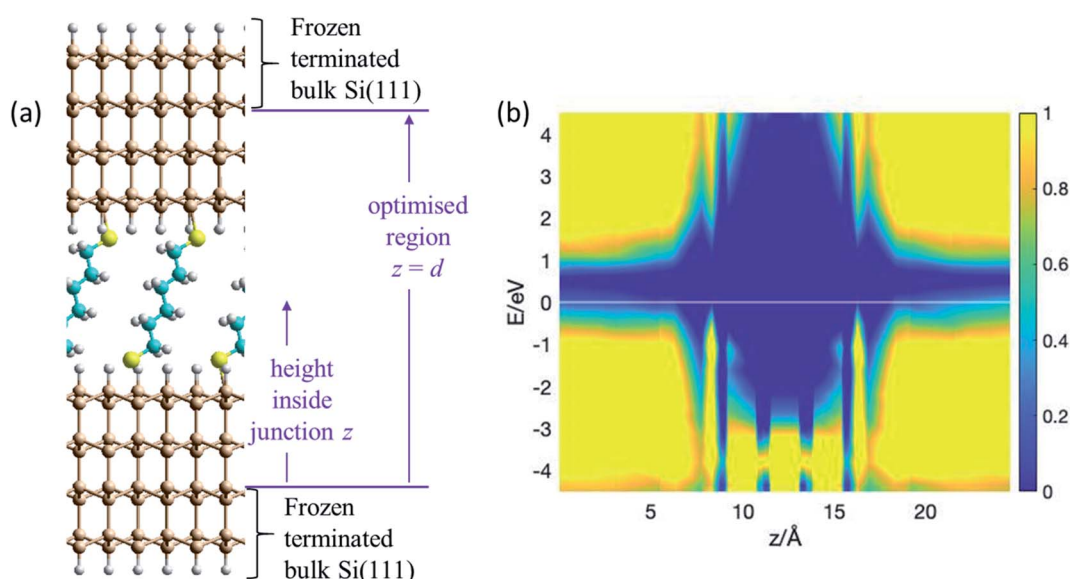 (a)
Frozen
terminated
bulk Si(111)
optimised
region
z = d
height
inside
junction z
Frozen
terminated
bulk Si(111)
(b)
E/eV
4
3
2
1
0
-1
-2
-3
-4
5
10
15
20
z/Å
1
0.8
0.6
0.4
0.2
0